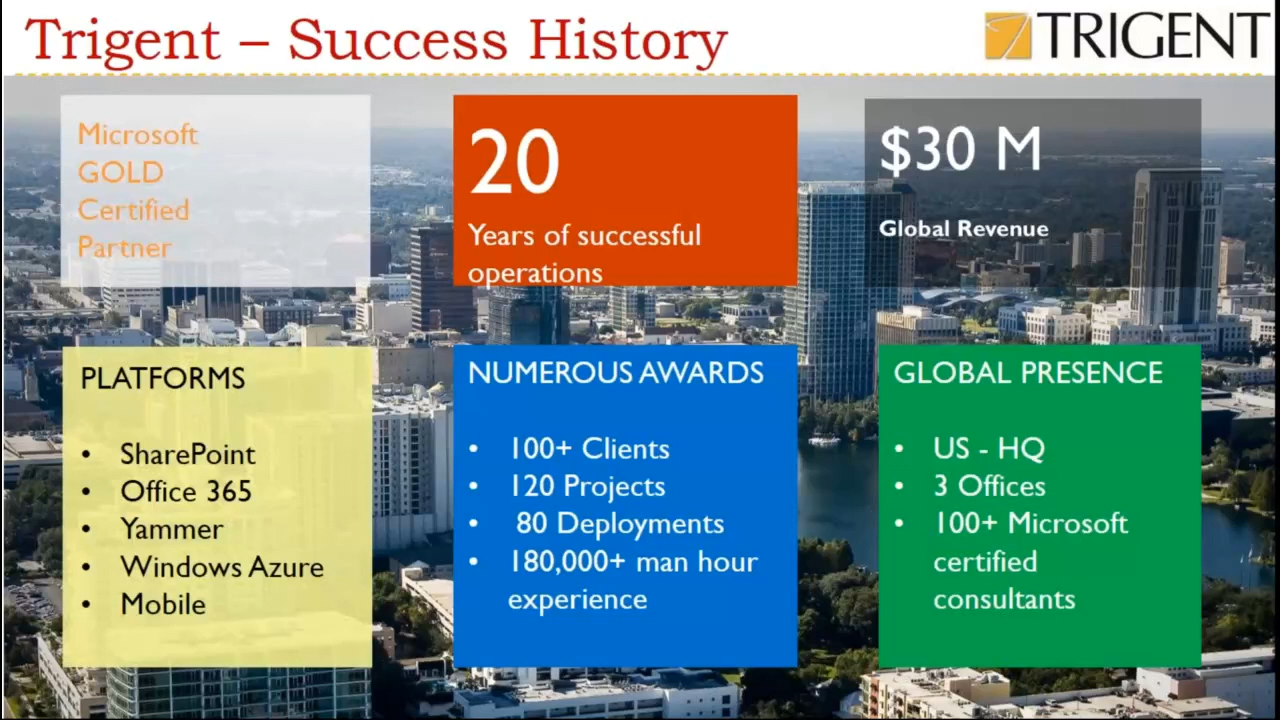 Trigent – Success History
TRIGENT
Microsoft
GOLD
Certified
Partner
20
Years of successful
operations
$30 M
Global Revenue
PLATFORMS
• SharePoint
• Office 365
• Yammer
• Windows Azure
• Mobile
NUMEROUS AWARDS
• 100+ Clients
• 120 Projects
• 80 Deployments
• 180,000+ man hour
experience
GLOBAL PRESENCE
• US - HQ
• 3 Offices
• 100+ Microsoft
certified
consultants